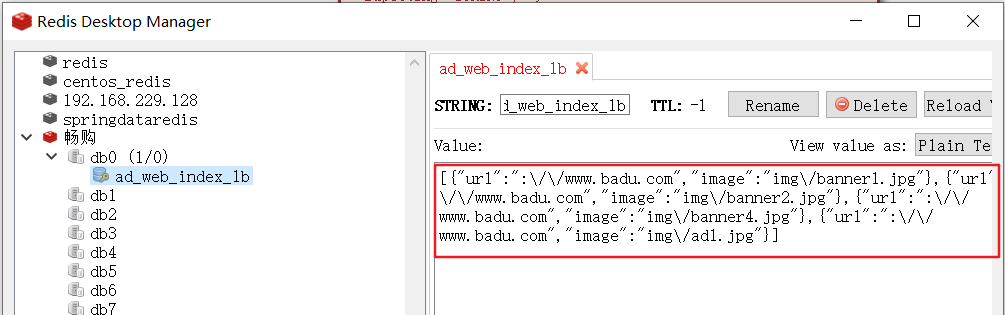 Redis Desktop Manager
redis
centos_redis
192.168.229.128
springdataredis
畅购
db0 (1/0)
ad_web_index_lb
db1
db2
db3
db4
db5
db6
db7
ad_web_index_lb
STRING: d_web_index_lb TTL: -1 Rename Delete Reload V
Value: View value as: Plain Te
[{"url":":\/\/www.badu.com","image":"img\/banner1.jpg"},{"url"
\/\/www.badu.com","image":"img\/banner2.jpg"},{"url":":\/\/
www.badu.com","image":"img\/banner4.jpg"},{"url":":\/\/
www.badu.com","image":"img\/ad1.jpg"}]